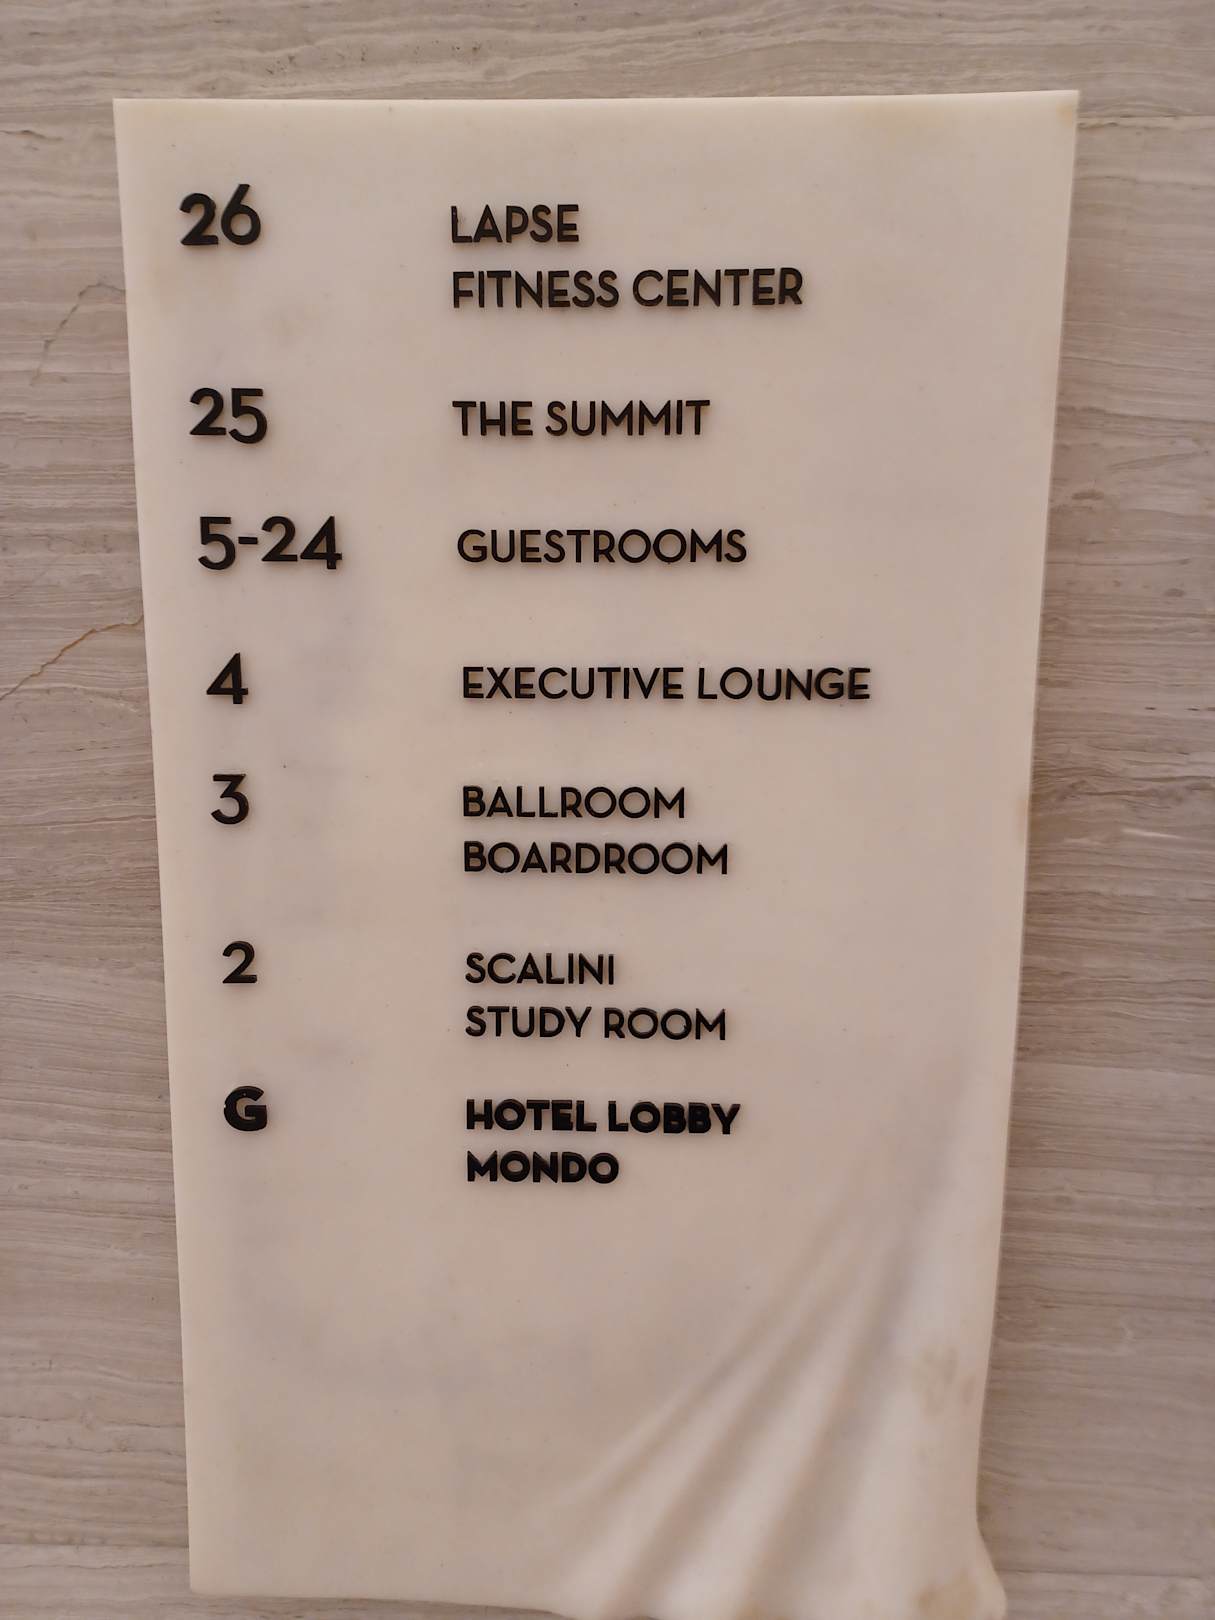 26 LAPSE
FITNESS CENTER
25 THE SUMMIT
5-24 GUESTROOMS
4 EXECUTIVE LOUNGE
3 BALLROOM
BOARDROOM
2 SCALINI
STUDY ROOM
G HOTEL LOBBY
MONDO